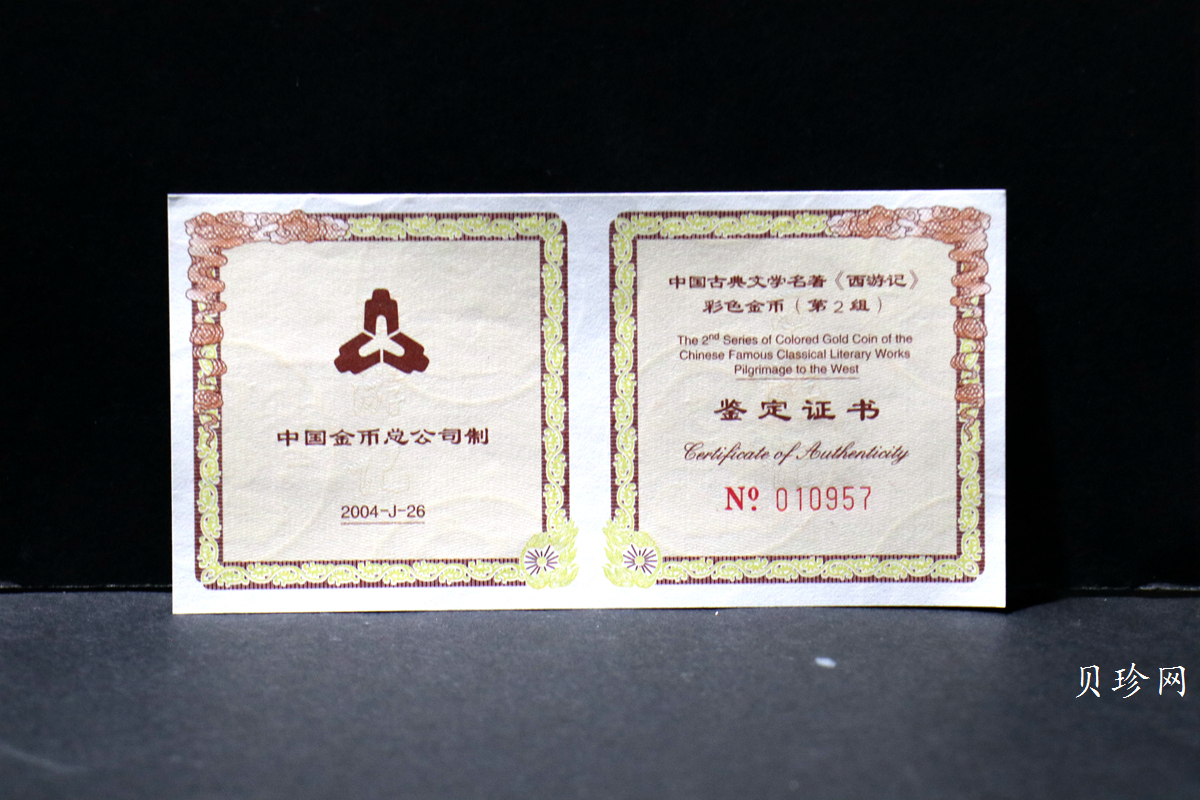 中国金币总公司制
2004-J-26
中国古典文学名著《西游记》
彩色金币（第2组）
The 2nd Series of Colored Gold Coin of the
Chinese Famous Classical Literary Works
Pilgrimage to the West
鉴定证书
Certificate of Authenticity
Nº 010957
贝珍网